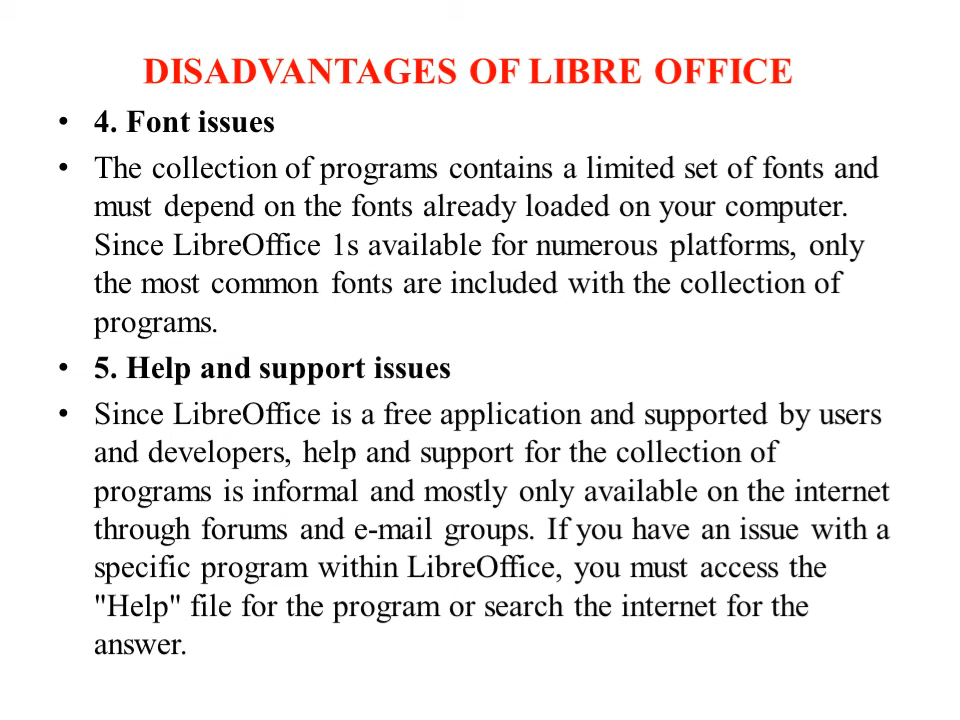 DISADVANTAGES OF LIBRE OFFICE
• 4. Font issues
• The collection of programs contains a limited set of fonts and
must depend on the fonts already loaded on your computer.
Since LibreOffice 1s available for numerous platforms, only
the most common fonts are included with the collection of
programs.
• 5. Help and support issues
• Since LibreOffice is a free application and supported by users
and developers, help and support for the collection of
programs is informal and mostly only available on the internet
through forums and e-mail groups. If you have an issue with a
specific program within LibreOffice, you must access the
"Help" file for the program or search the internet for the
answer.